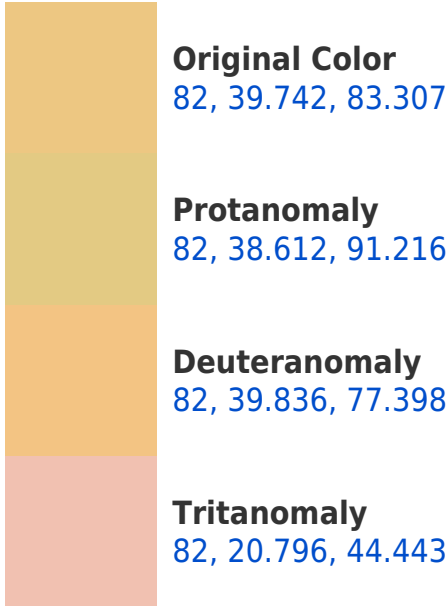 Original Color
82, 39.742, 83.307
Protanomaly
82, 38.612, 91.216
Deuteranomaly
82, 39.836, 77.398
Tritanomaly
82, 20.796, 44.443